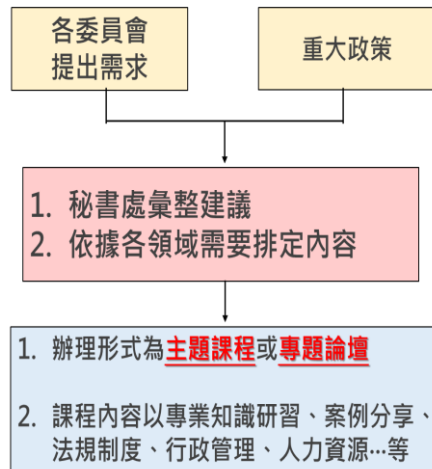 各委員會
提出需求
重大政策
1. 秘書處彙整建議
2. 依據各領域需要排定內容
1. 辦理形式為主題課程或專題論壇
2. 課程內容以專業知識研習、案例分享、
法規制度、行政管理、人力資源…等